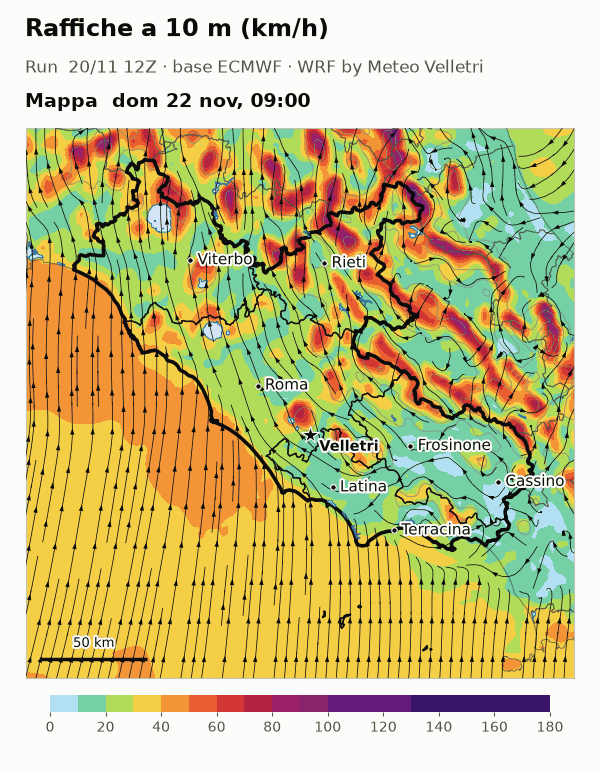 Raffiche a 10 m (km/h)
Run  20/11 12Z · base ECMWF · WRF by Meteo Velletri
Mappa  dom 22 nov, 09:00
Viterbo
Rieti
Roma
Velletri
Frosinone
Latina
Cassino
Terracina
50 km
0 20 40 60 80 100 120 140 160 180